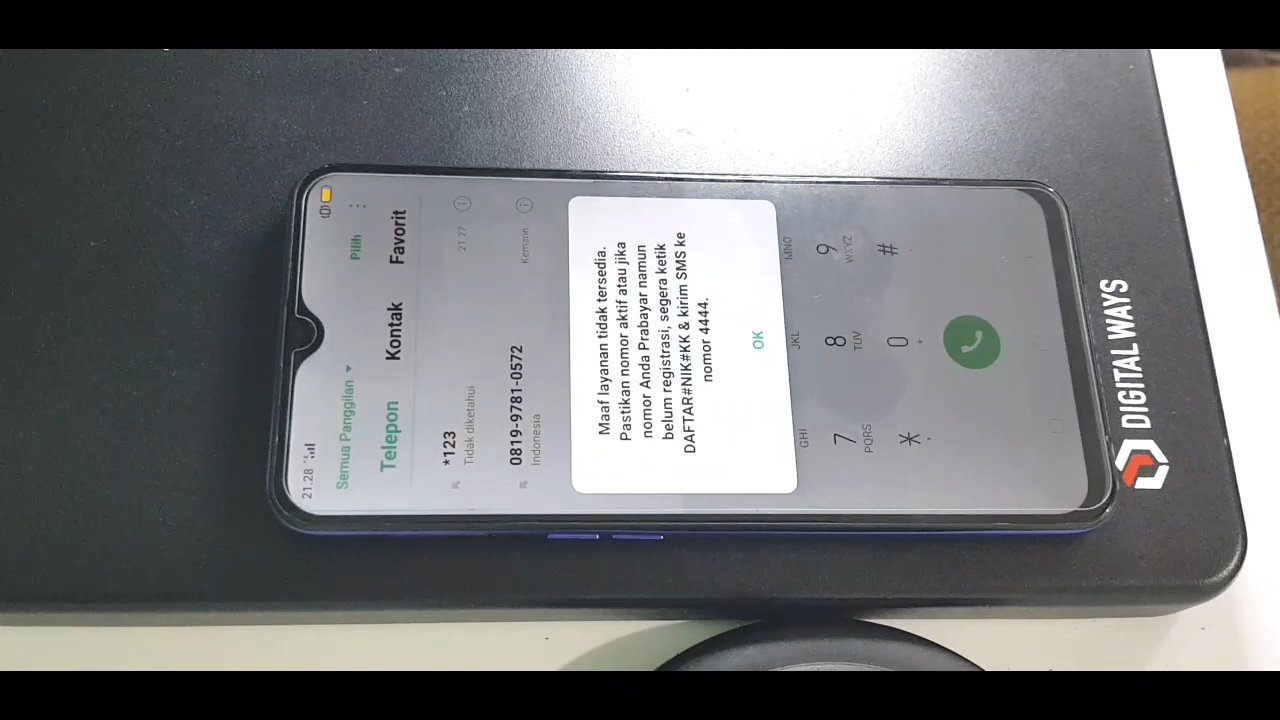 21.28
Semua Panggilan
Pilih
Telepon
Kontak
Favorit
*123
Tidak diketahui
21.27
0819-9781-0572
Indonesia
Kemarin
Maaf layanan tidak tersedia.
Pastikan nomor aktif atau jika
nomor Anda Prabayar namun
belum registrasi, segera ketik
DAFTAR#NIK#KK & kirim SMS ke
nomor 4444.
OK
GHI
JKL
MNO
7
8
9
PQRS
TUV
WXYZ
*
0
#
,
+
;
DIGITAL WAYS